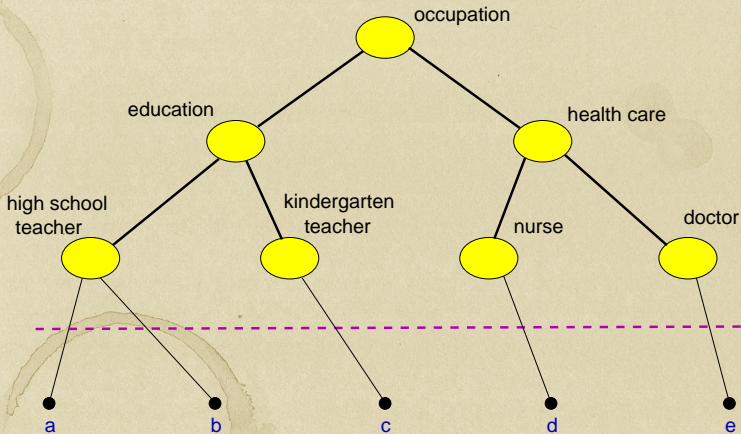 occupation
education
health care
high school
teacher
kindergarten
teacher
nurse
doctor
a
b
c
d
e